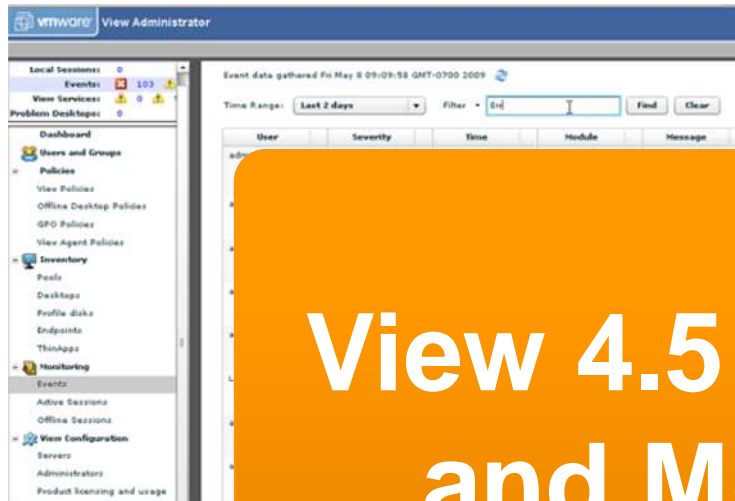 vmware View Administrator
Local Sessions: 0
Events: 103
View Services: 0
Problem Desktops: 0
Dashboard
Users and Groups
Policies
View Policies
Offline Desktop Policies
GPO Policies
View Agent Policies
Inventory
Pools
Desktops
Profile disks
Endpoints
ThinApps
Monitoring
Events
Active Sessions
Offline Sessions
View Configuration
Servers
Administrators
Product licensing and usage
Event data gathered Fri May 8 09:09:58 GMT-0700 2009
Time Range: Last 2 days Filter Err Find Clear
User Severity Time Module Message
View 4.5
and M